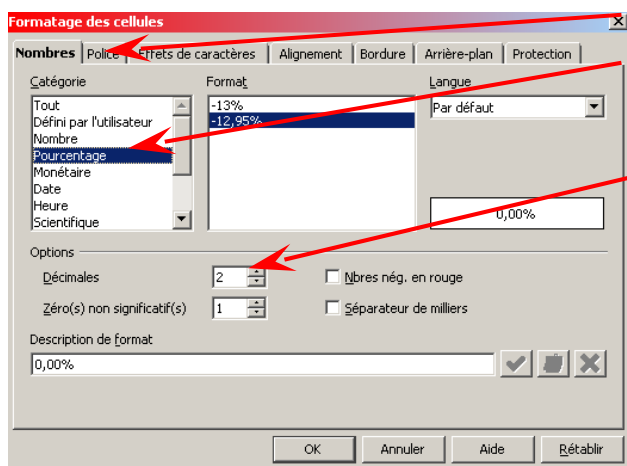 Formatage des cellules
Nombres Police Effets de caractères Alignement Bordure Arrière-plan Protection
Catégorie Format Langue
Tout -13% Par défaut
Défini par l'utilisateur -12,95%
Nombre
Pourcentage
Monétaire
Date
Heure
Scientifique 0,00%
Options
Décimales 2 Nbres nég. en rouge
Zéro(s) non significatif(s) 1 Séparateur de milliers
Description de format
0,00%
OK Annuler Aide Rétablir